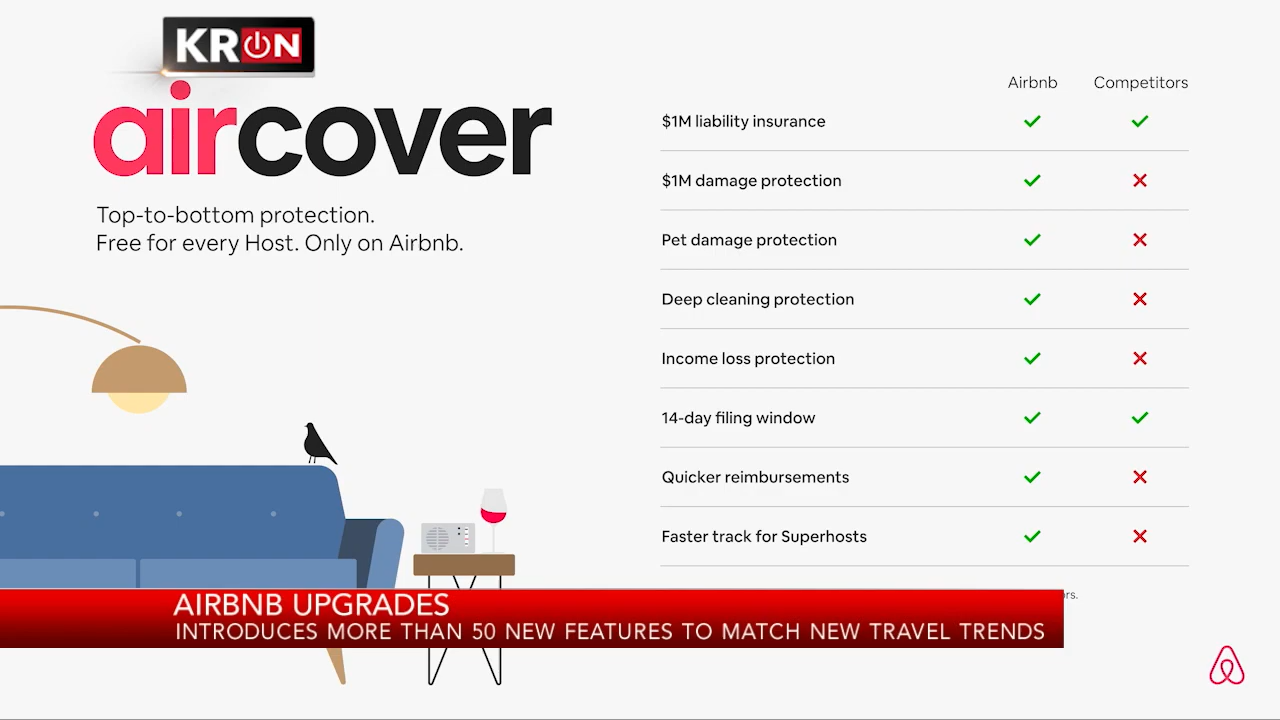 KRON
aircover
Top-to-bottom protection.
Free for every Host. Only on Airbnb.
Airbnb Competitors
$1M liability insurance
$1M damage protection
Pet damage protection
Deep cleaning protection
Income loss protection
14-day filing window
Quicker reimbursements
Faster track for Superhosts
AIRBNB UPGRADES
INTRODUCES MORE THAN 50 NEW FEATURES TO MATCH NEW TRAVEL TRENDS